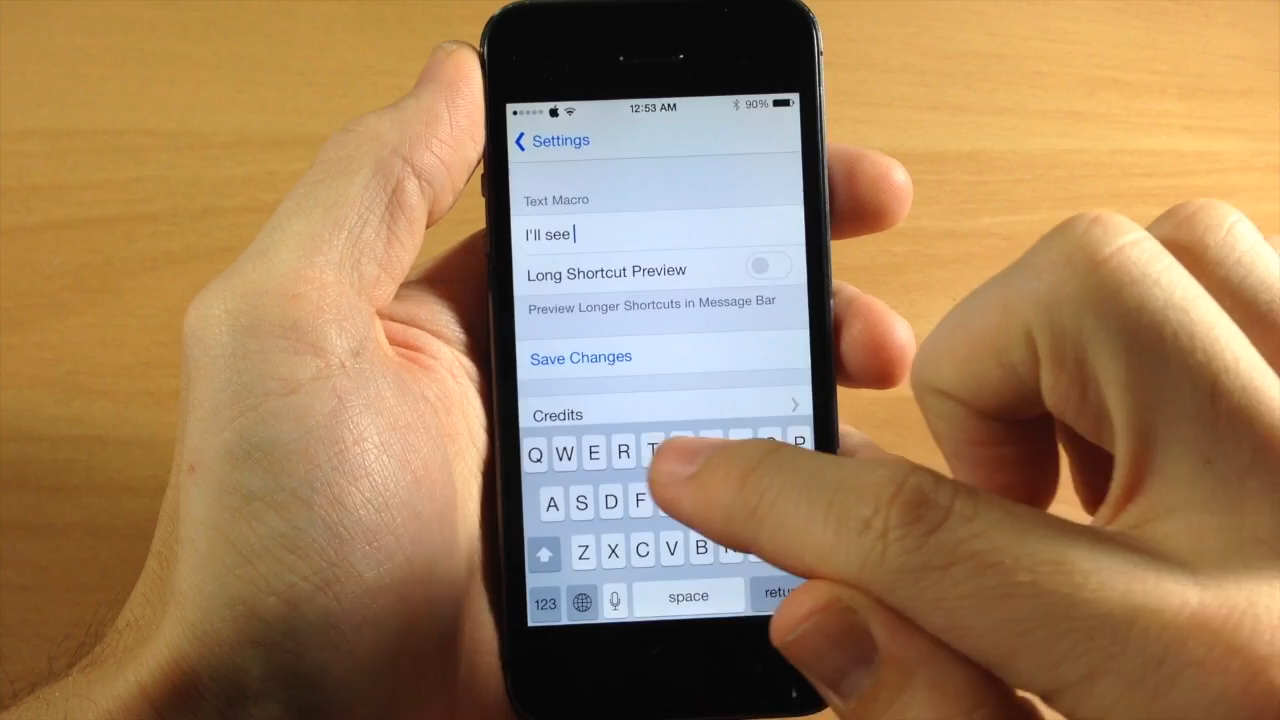 12:53 AM 90%
Settings
Text Macro
I'll see
Long Shortcut Preview
Preview Longer Shortcuts in Message Bar
Save Changes
Credits
Q W E R T P
A S D F
Z X C V B
123 space